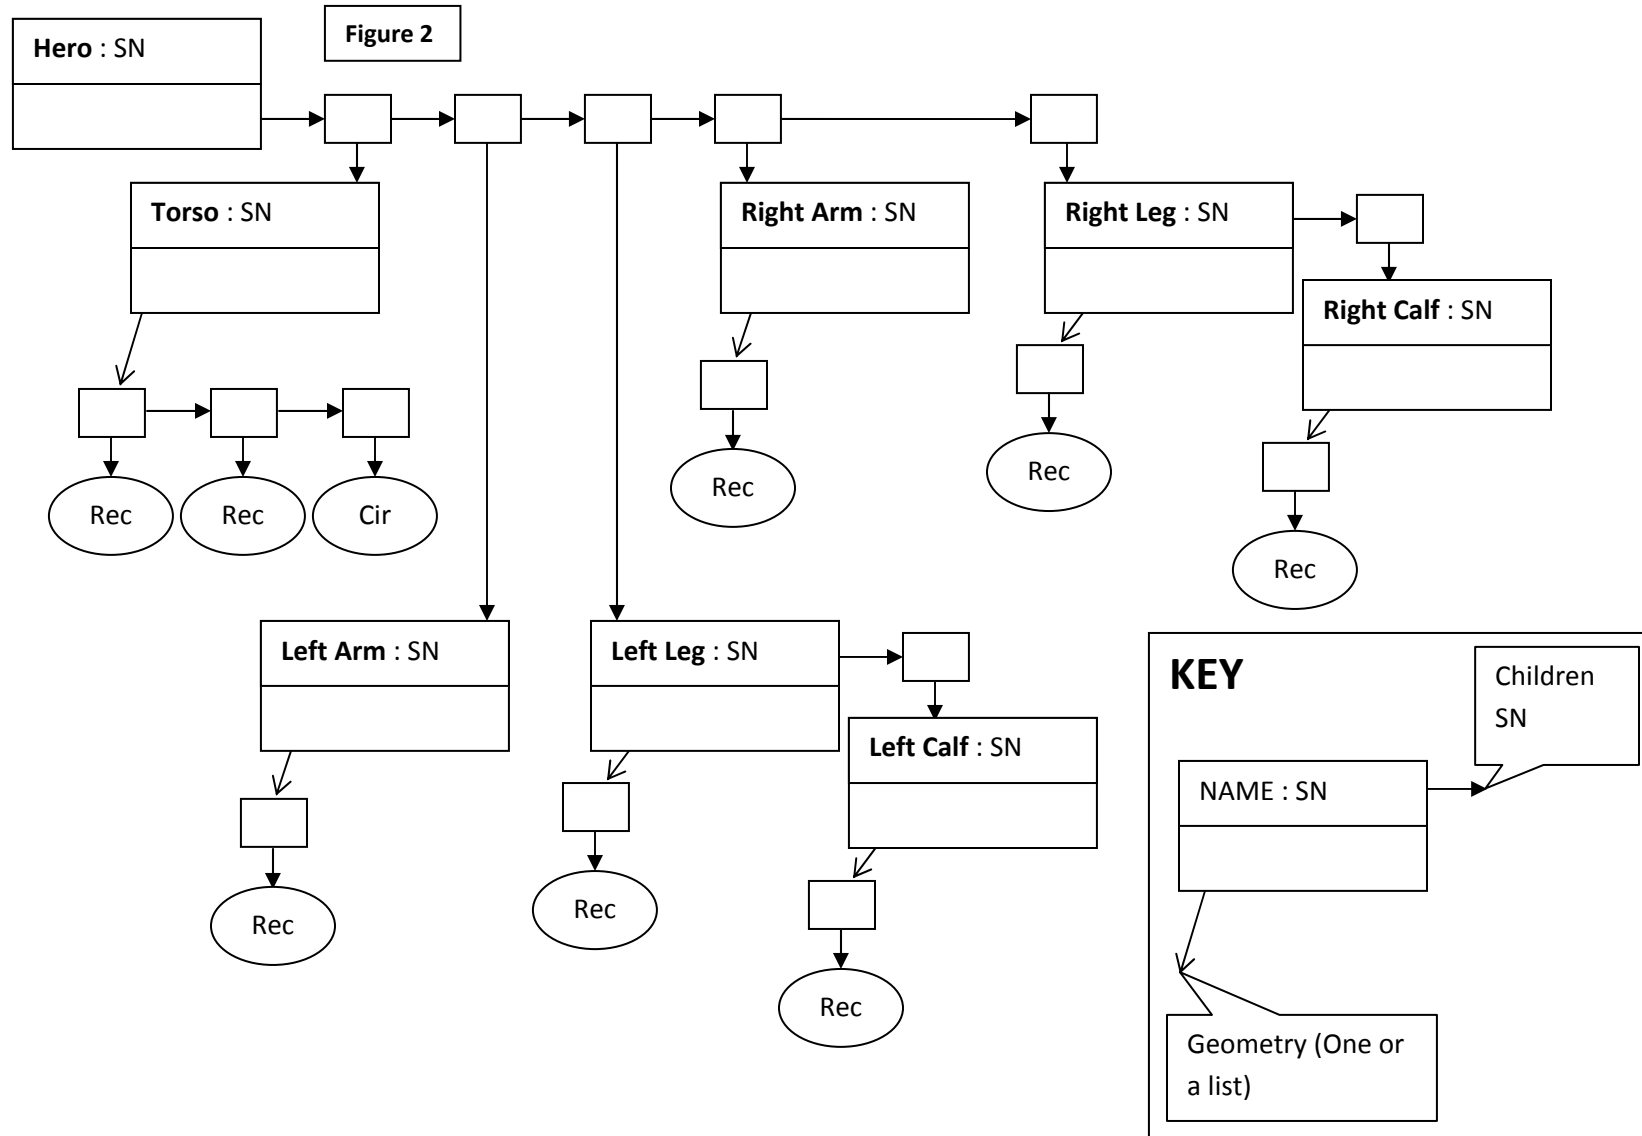 Figure 2
Hero : SN
Torso : SN
Right Arm : SN
Right Leg : SN
Right Calf : SN
Rec
Rec
Rec
Rec
Cir
Rec
Left Arm : SN
Left Leg : SN
Left Calf : SN
Rec
Rec
Rec
KEY
Children
SN
NAME : SN
Geometry (One or
a list)